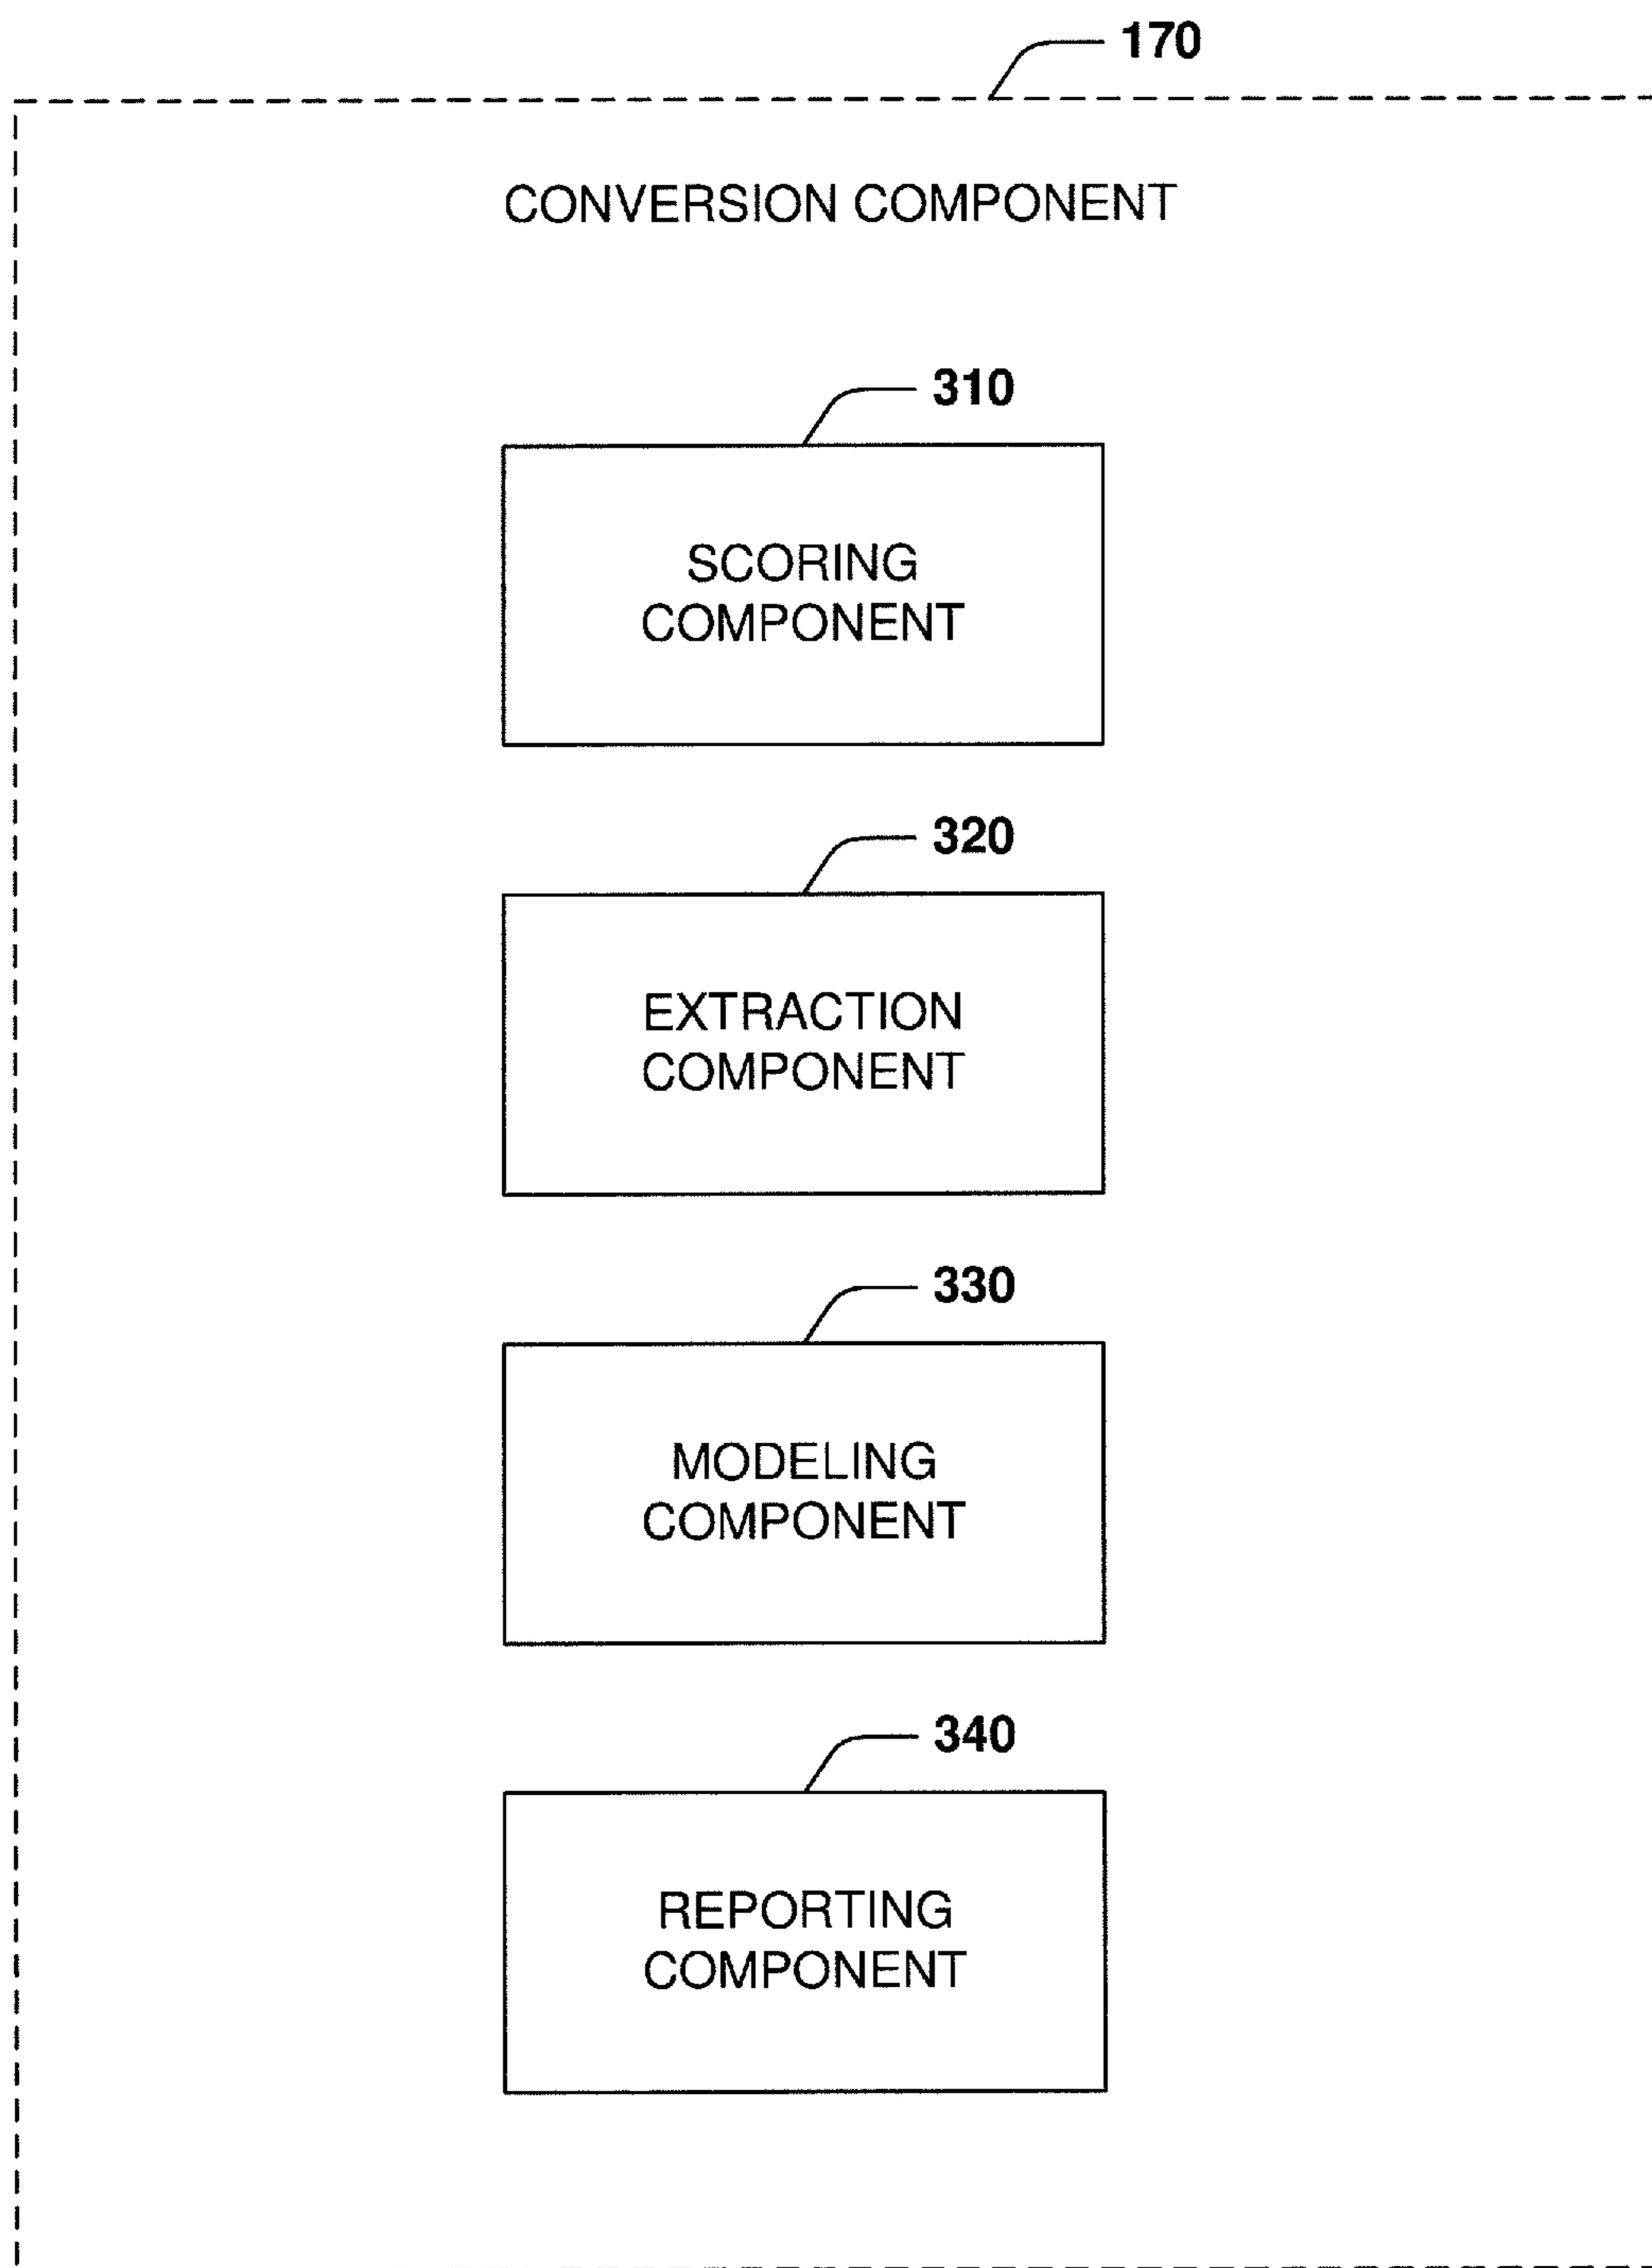 170
CONVERSION COMPONENT
310
SCORING
COMPONENT
320
EXTRACTION
COMPONENT
330
MODELING
COMPONENT
340
REPORTING
COMPONENT